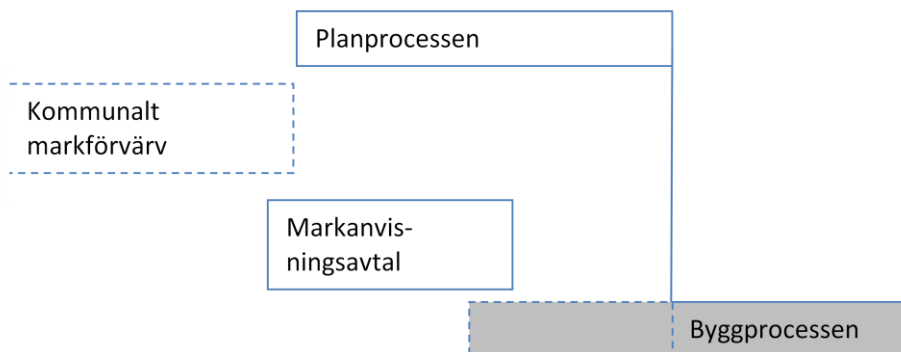 Planprocessen
Kommunalt
markförvärv
Markanvis-
ningsavtal
Byggprocessen